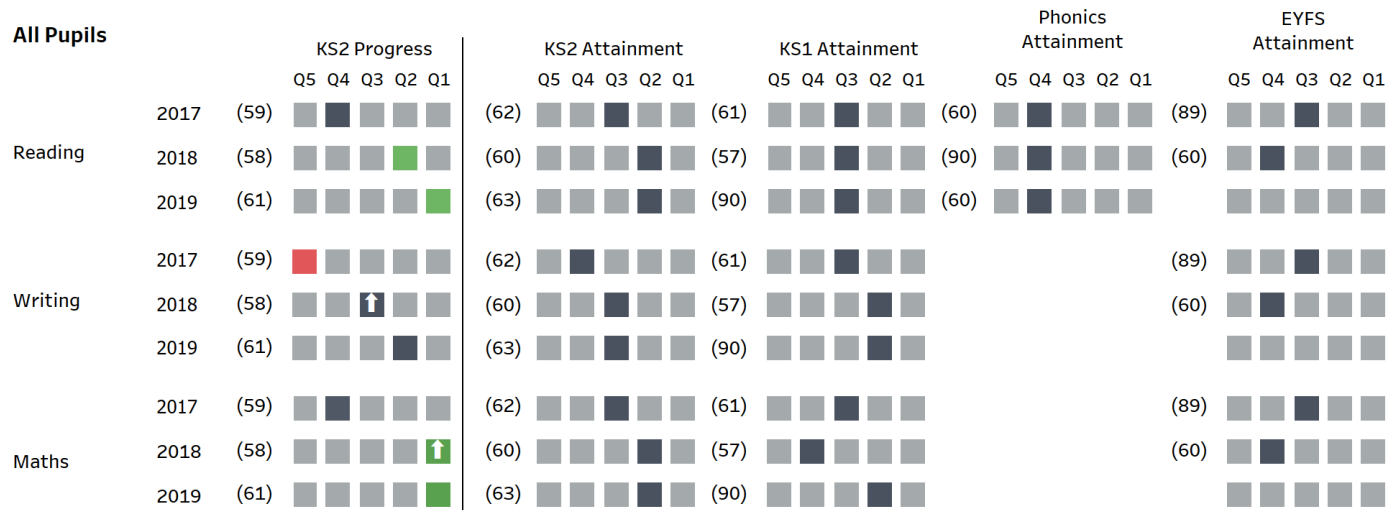 All Pupils
KS2 Progress
KS2 Attainment
KS1 Attainment
Phonics
Attainment
EYFS
Attainment
Q5 Q4 Q3 Q2 Q1 Q5 Q4 Q3 Q2 Q1 Q5 Q4 Q3 Q2 Q1 Q5 Q4 Q3 Q2 Q1 Q5 Q4 Q3 Q2 Q1
Reading
2017 (59) (62) (61) (60) (89)
2018 (58) (60) (57) (90) (60)
2019 (61) (63) (90) (60)
Writing
2017 (59) (62) (61) (89)
2018 (58) (60) (57) (60)
2019 (61) (63) (90)
Maths
2017 (59) (62) (61) (89)
2018 (58) (60) (57) (60)
2019 (61) (63) (90)